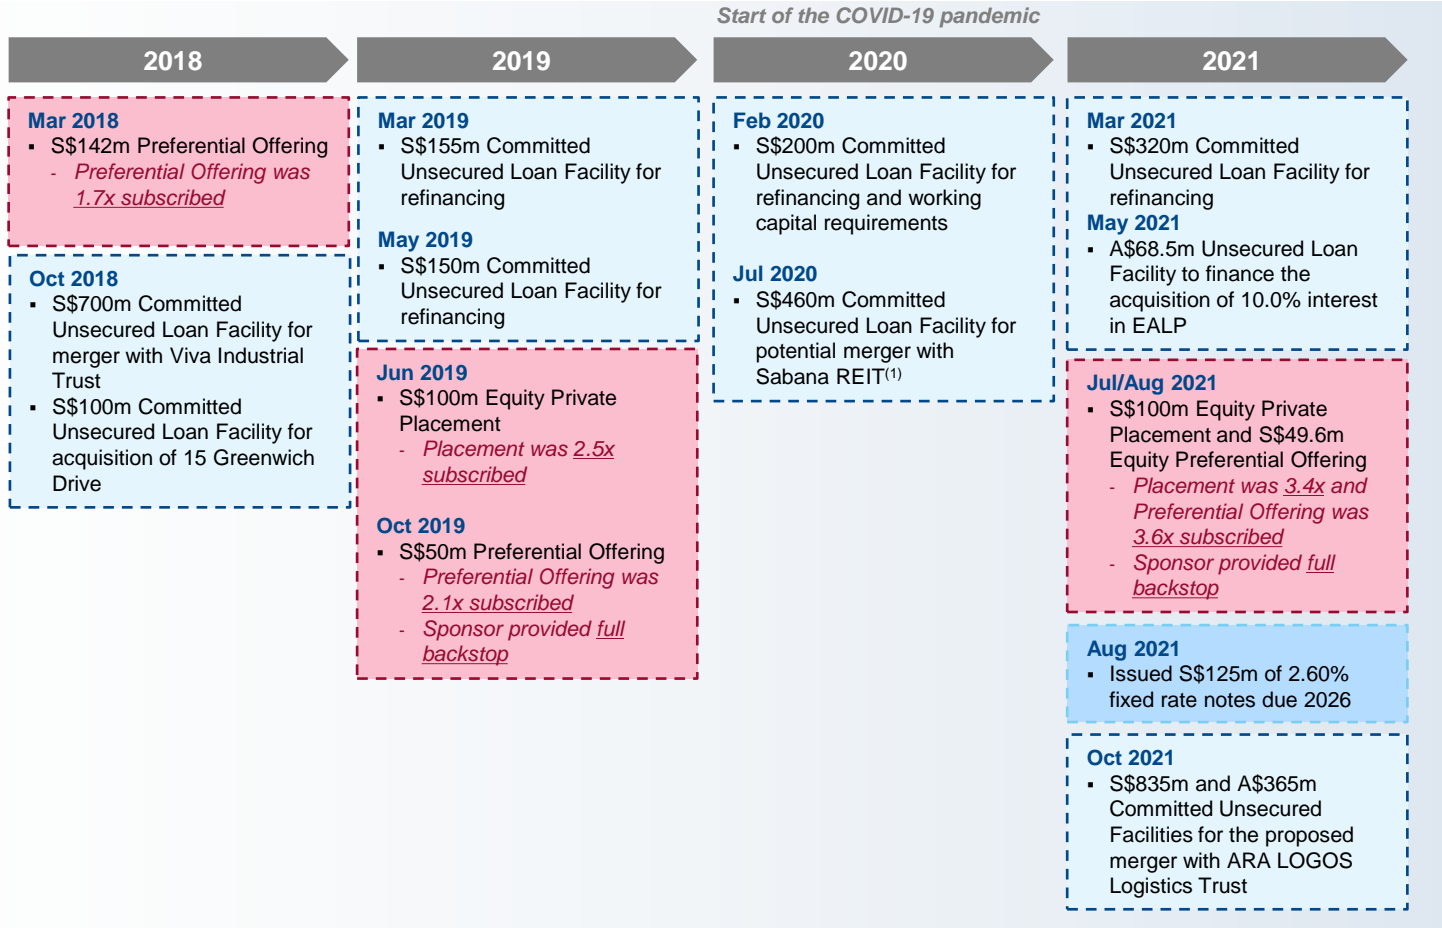 Start of the COVID-19 pandemic
2018
2019
2020
2021
Mar 2018
▪ S$142m Preferential Offering
- Preferential Offering was
1.7x subscribed
Oct 2018
▪ S$700m Committed
Unsecured Loan Facility for
merger with Viva Industrial
Trust
▪ S$100m Committed
Unsecured Loan Facility for
acquisition of 15 Greenwich
Drive
Mar 2019
▪ S$155m Committed
Unsecured Loan Facility for
refinancing
May 2019
▪ S$150m Committed
Unsecured Loan Facility for
refinancing
Jun 2019
▪ S$100m Equity Private
Placement
- Placement was 2.5x
subscribed
Oct 2019
▪ S$50m Preferential Offering
- Preferential Offering was
2.1x subscribed
- Sponsor provided full
backstop
Feb 2020
▪ S$200m Committed
Unsecured Loan Facility for
refinancing and working
capital requirements
Jul 2020
▪ S$460m Committed
Unsecured Loan Facility for
potential merger with
Sabana REIT(1)
Mar 2021
▪ S$320m Committed
Unsecured Loan Facility for
refinancing
May 2021
▪ A$68.5m Unsecured Loan
Facility to finance the
acquisition of 10.0% interest
in EALP
Jul/Aug 2021
▪ S$100m Equity Private
Placement and S$49.6m
Equity Preferential Offering
- Placement was 3.4x and
Preferential Offering was
3.6x subscribed
- Sponsor provided full
backstop
Aug 2021
▪ Issued S$125m of 2.60%
fixed rate notes due 2026
Oct 2021
▪ S$835m and A$365m
Committed Unsecured
Facilities for the proposed
merger with ARA LOGOS
Logistics Trust